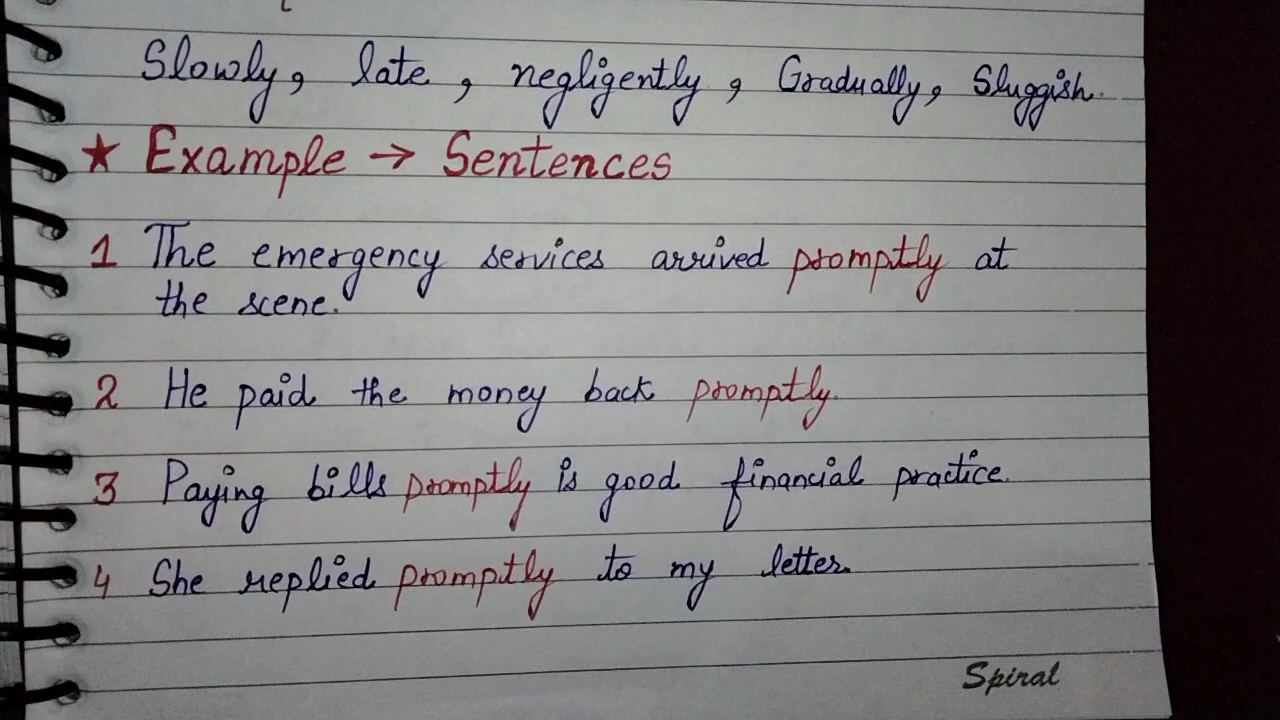 Slowly, late, negligently, Gradually, Sluggish.
★ Example → Sentences
1 The emergency services arrived promptly at
the scene.
2 He paid the money back promptly.
3 Paying bills promptly is good financial practice.
4 She replied promptly to my letter.
Spiral